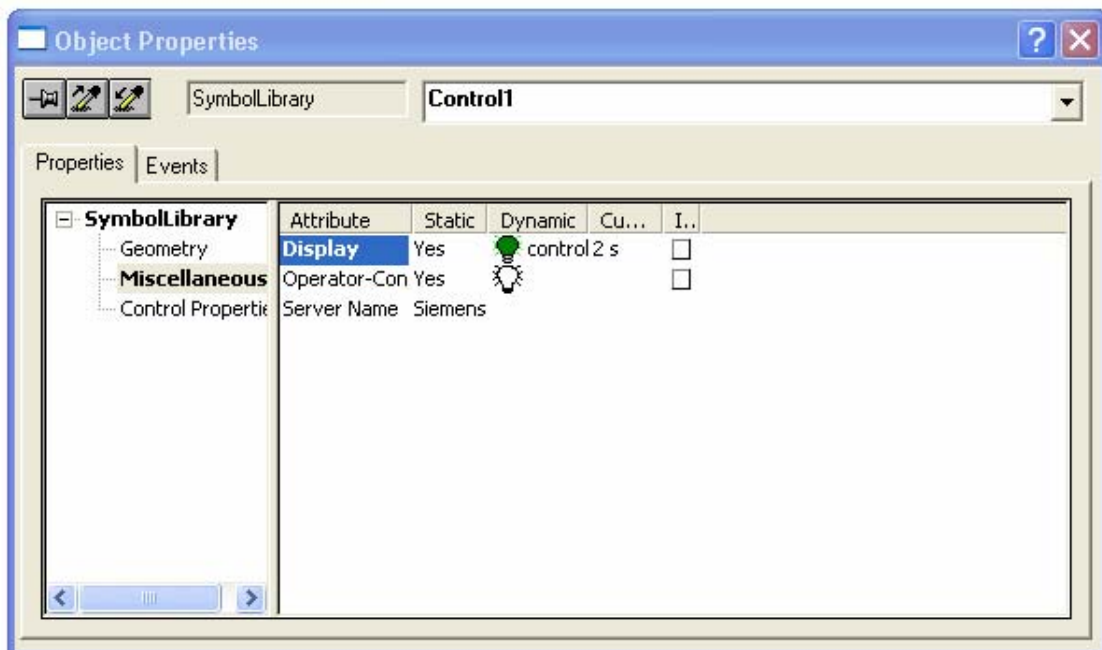 Object Properties
SymbolLibrary Control1
Properties Events
SymbolLibrary
Geometry
Miscellaneous
Control Propertie
Attribute Static Dynamic Cu... I..
Display Yes control 2 s
Operator-Con Yes
Server Name Siemens